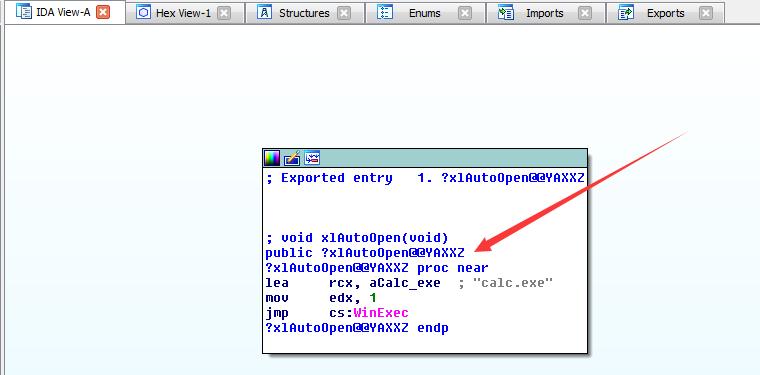 IDA View-A Hex View-1 Structures Enums Imports Exports
; Exported entry 1. ?xlAutoOpen@@YAXXZ
; void xlAutoOpen(void)
public ?xlAutoOpen@@YAXXZ
?xlAutoOpen@@YAXXZ proc near
lea rcx, aCalc_exe ; "calc.exe"
mov edx, 1
jmp cs:WinExec
?xlAutoOpen@@YAXXZ endp